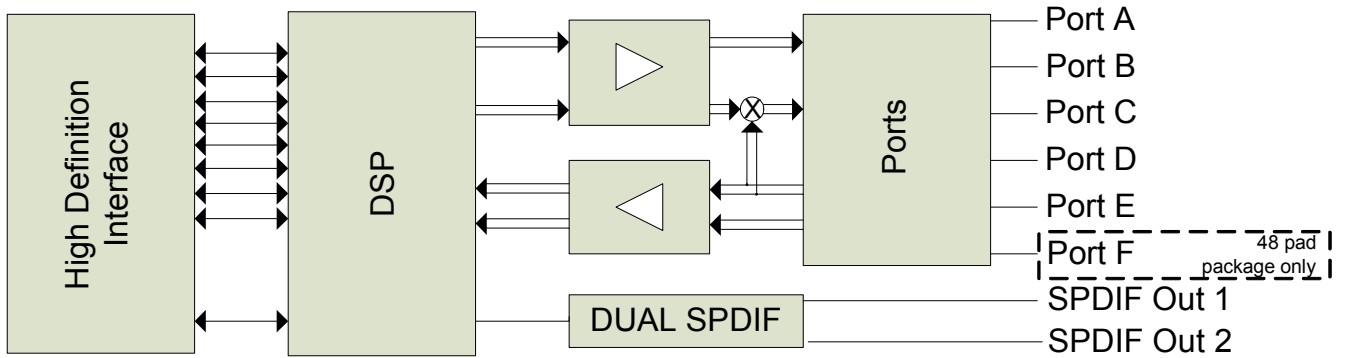 High Definition
Interface
DSP
X
Ports
DUAL SPDIF
Port A
Port B
Port C
Port D
Port E
Port F
48 pad
package only
SPDIF Out 1
SPDIF Out 2